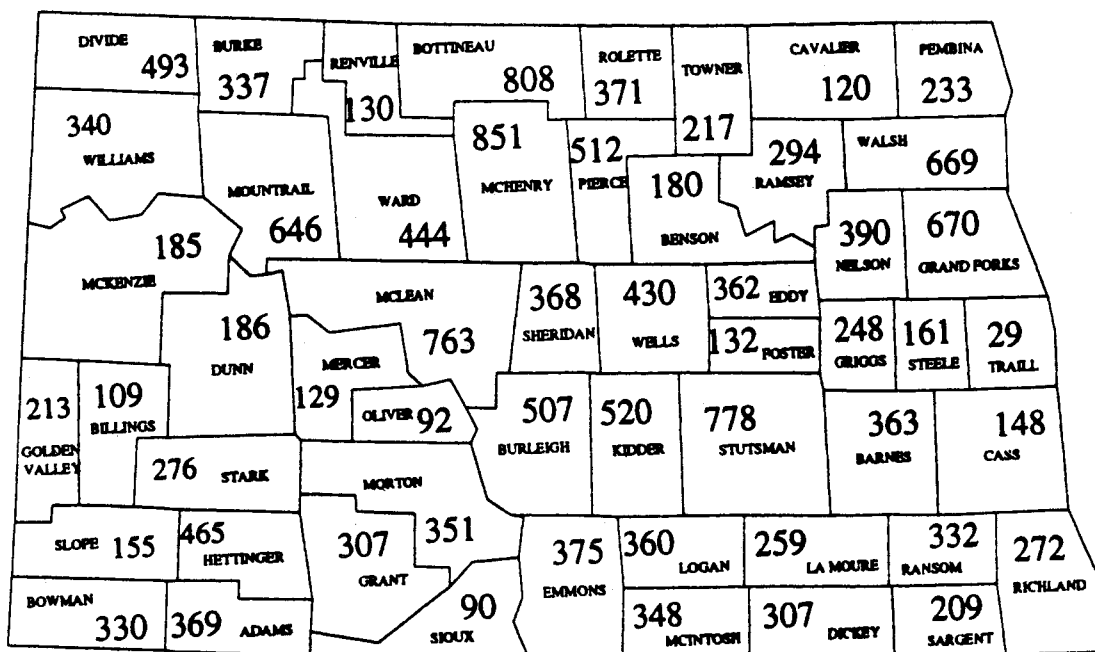 DIVIDE
493
BURKE
337
RENVILLE
130
BOTTINEAU
808
ROLETTE
371
TOWNER
217
CAVALIER
120
PEMBINA
233
340
WILLIAMS
MOUNTRAIL
646
WARD
444
851
MCHENRY
512
PIERCE
180
BENSON
294
RAMSEY
WALSH
669
185
MCKENZIE
186
DUNN
MCLEAN
763
368
SHERIDAN
430
WELLS
362 EDDY
132 FOSTER
390
NELSON
670
GRAND FORKS
248
GRIGGS
161
STEELE
29
TRAILL
213
GOLDEN
VALLEY
109
BILLINGS
MERCER
129
OLIVER 92
276 STARK
MORTON
351
507
BURLEIGH
520
KIDDER
778
STUTSMAN
363
BARNES
148
CASS
SLOPE 155
465
HETTINGER
307
GRANT
375
EMMONS
360
LOGAN
259
LA MOURE
332
RANSOM
272
RICHLAND
BOWMAN
330
369 ADAMS
90
SIOUX
348
MCINTOSH
307 DICKEY
209
SARGENT